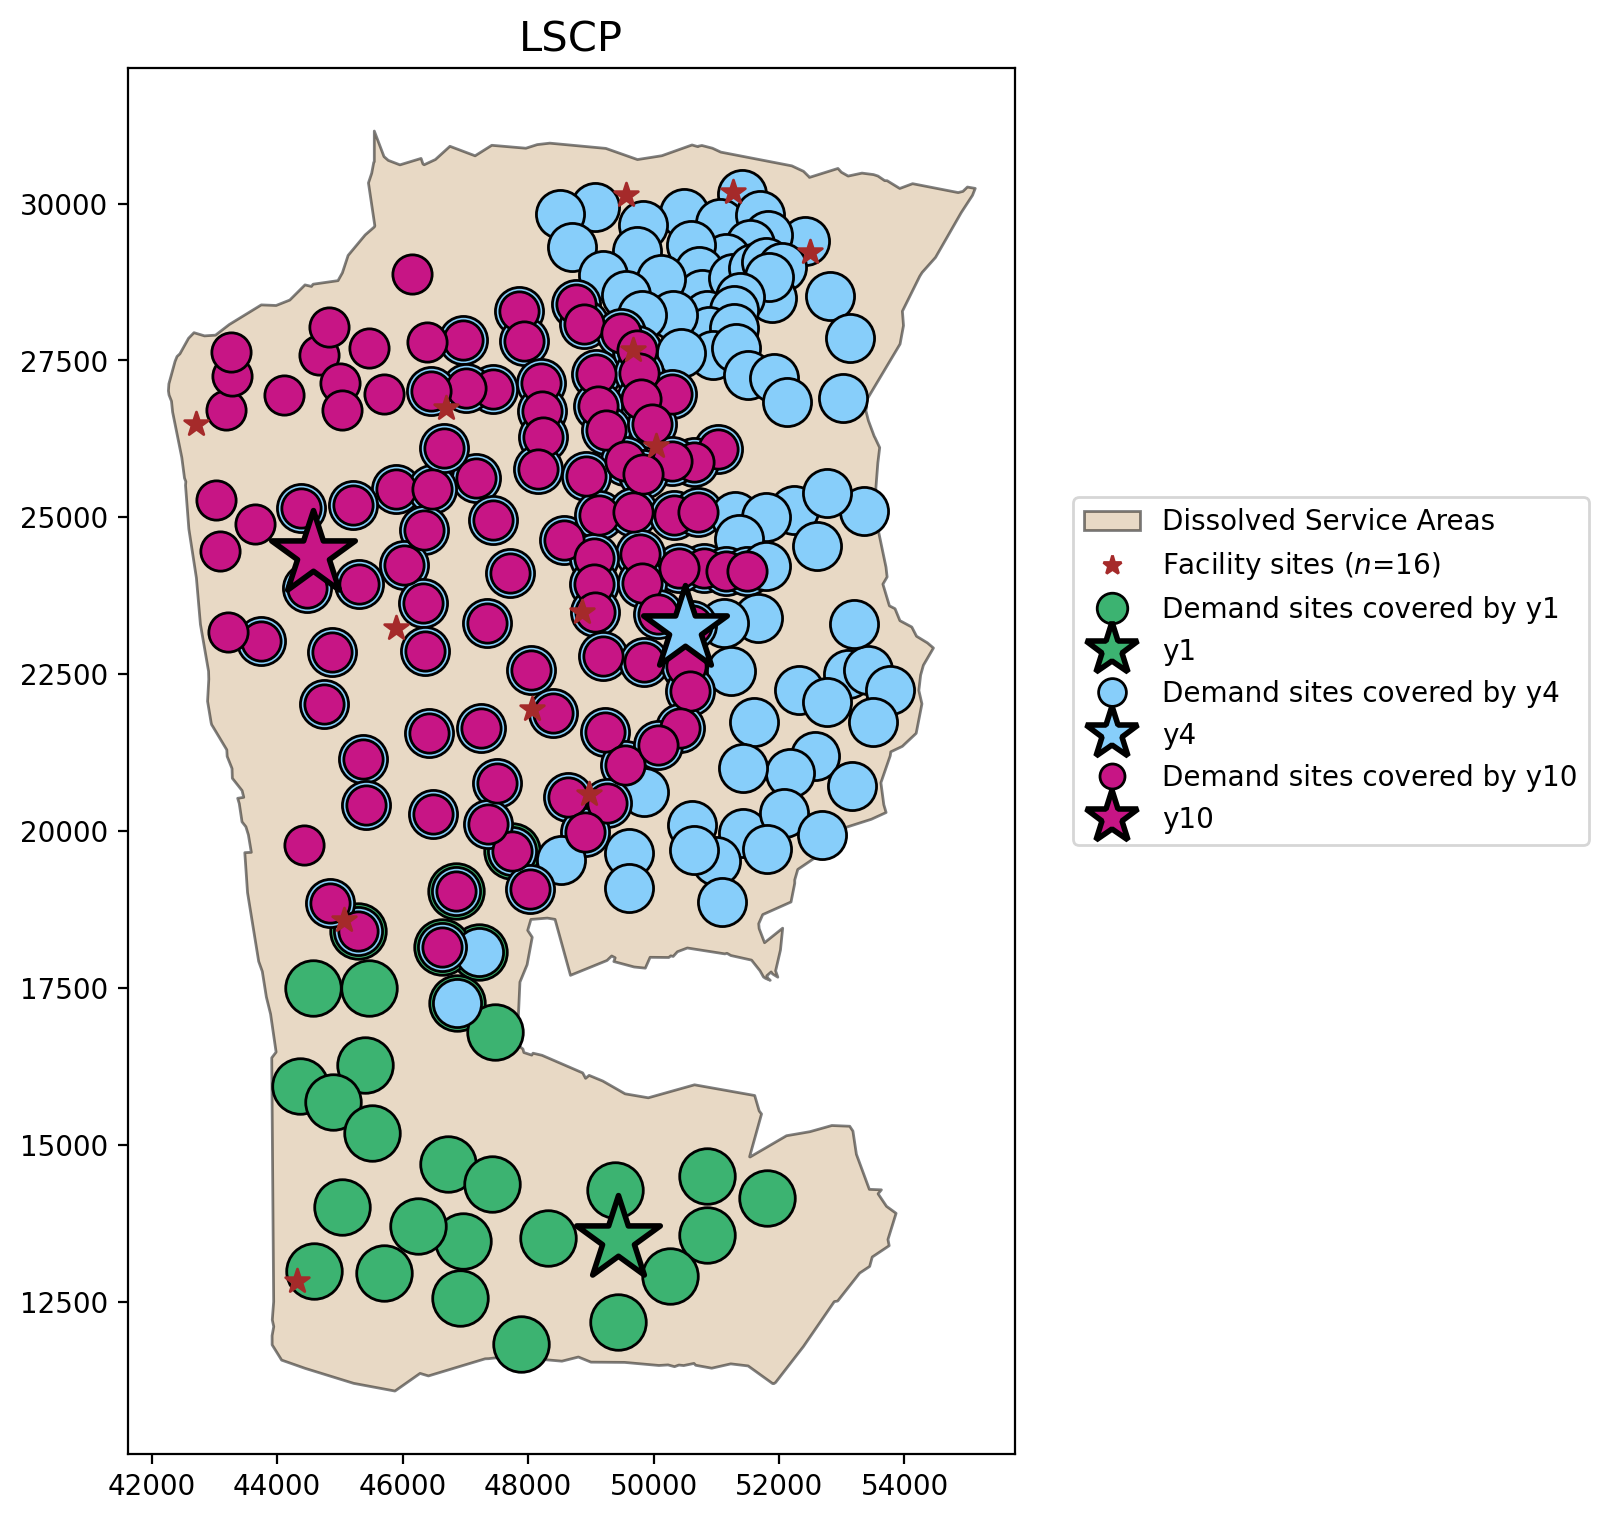 LSCP
30000
27500
25000
22500
20000
17500
15000
12500
42000 44000 46000 48000 50000 52000 54000
Dissolved Service Areas
Facility sites (n=16)
Demand sites covered by y1
y1
Demand sites covered by y4
y4
Demand sites covered by y10
y10